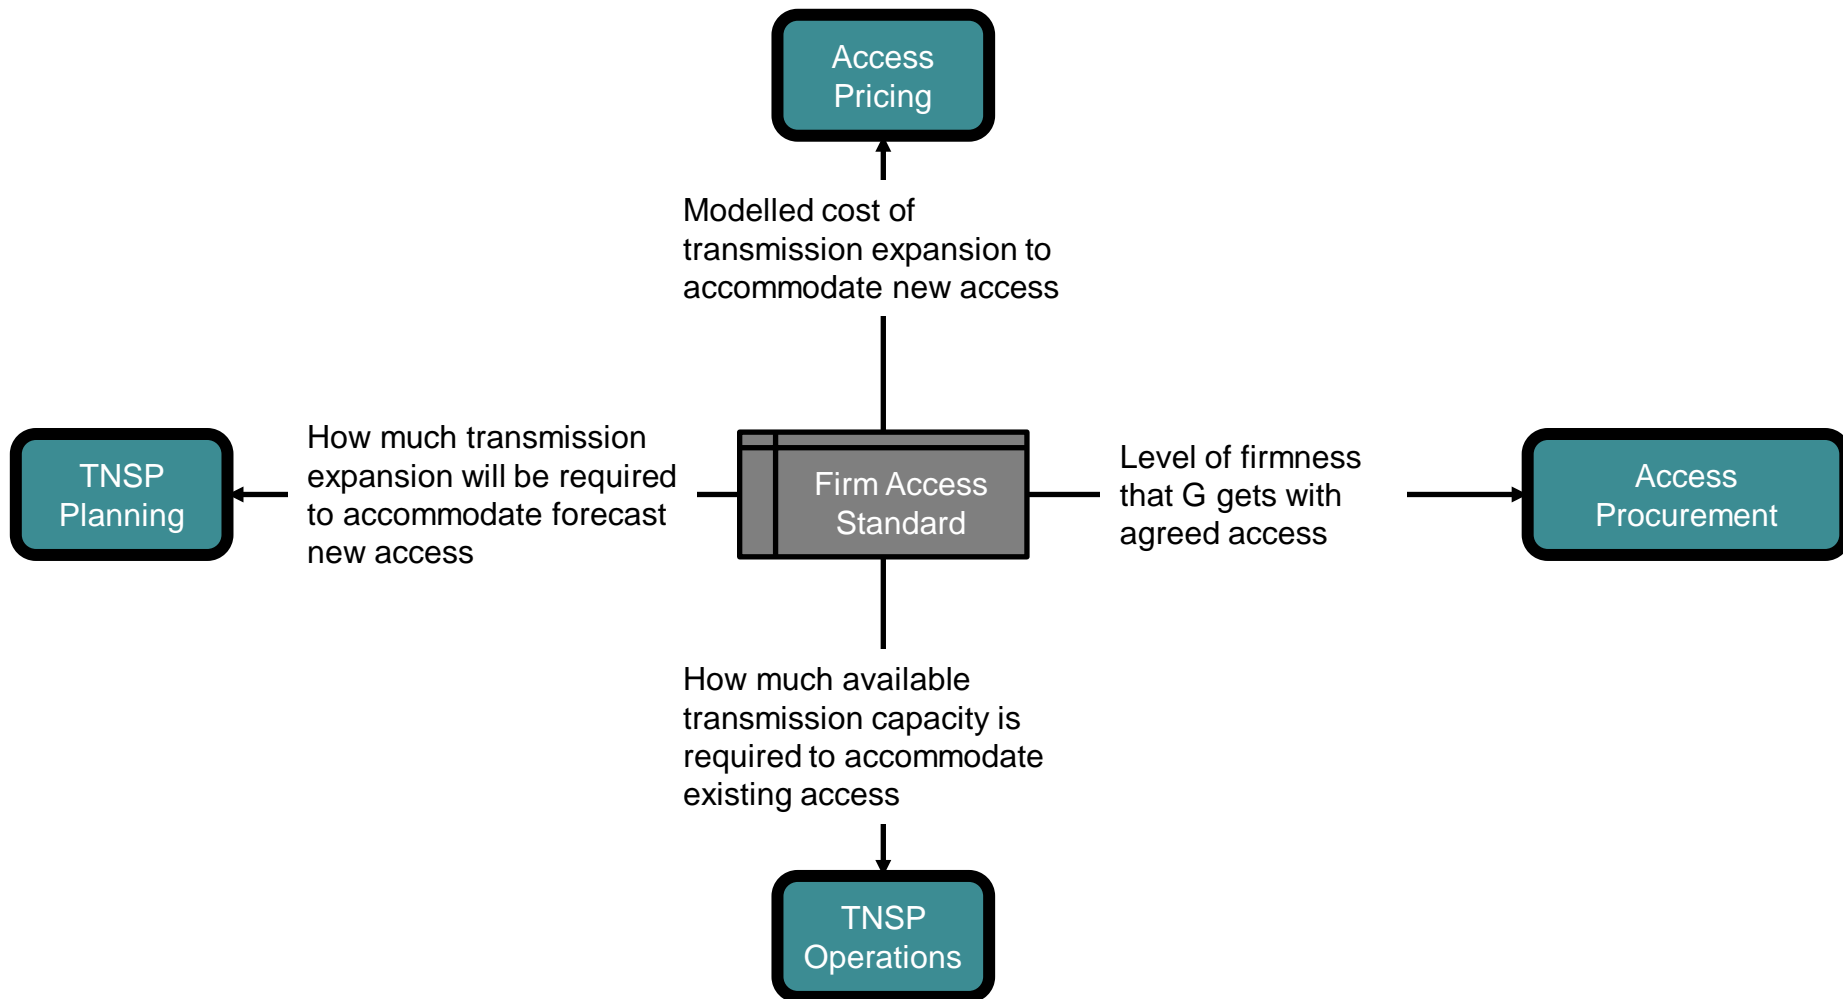 Access
Pricing
Modelled cost of
transmission expansion to
accommodate new access
How much transmission
expansion will be required
to accommodate forecast
new access
TNSP
Planning
Firm Access
Standard
Level of firmness
that G gets with
agreed access
Access
Procurement
How much available
transmission capacity is
required to accommodate
existing access
TNSP
Operations